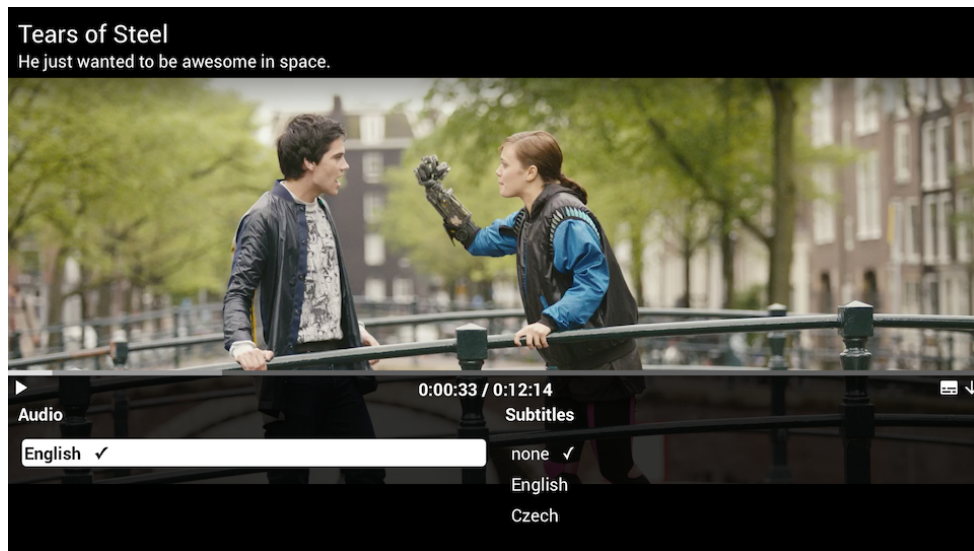 Tears of Steel
He just wanted to be awesome in space.
0:00:33 / 0:12:14
Audio
Subtitles
English
none
English
Czech